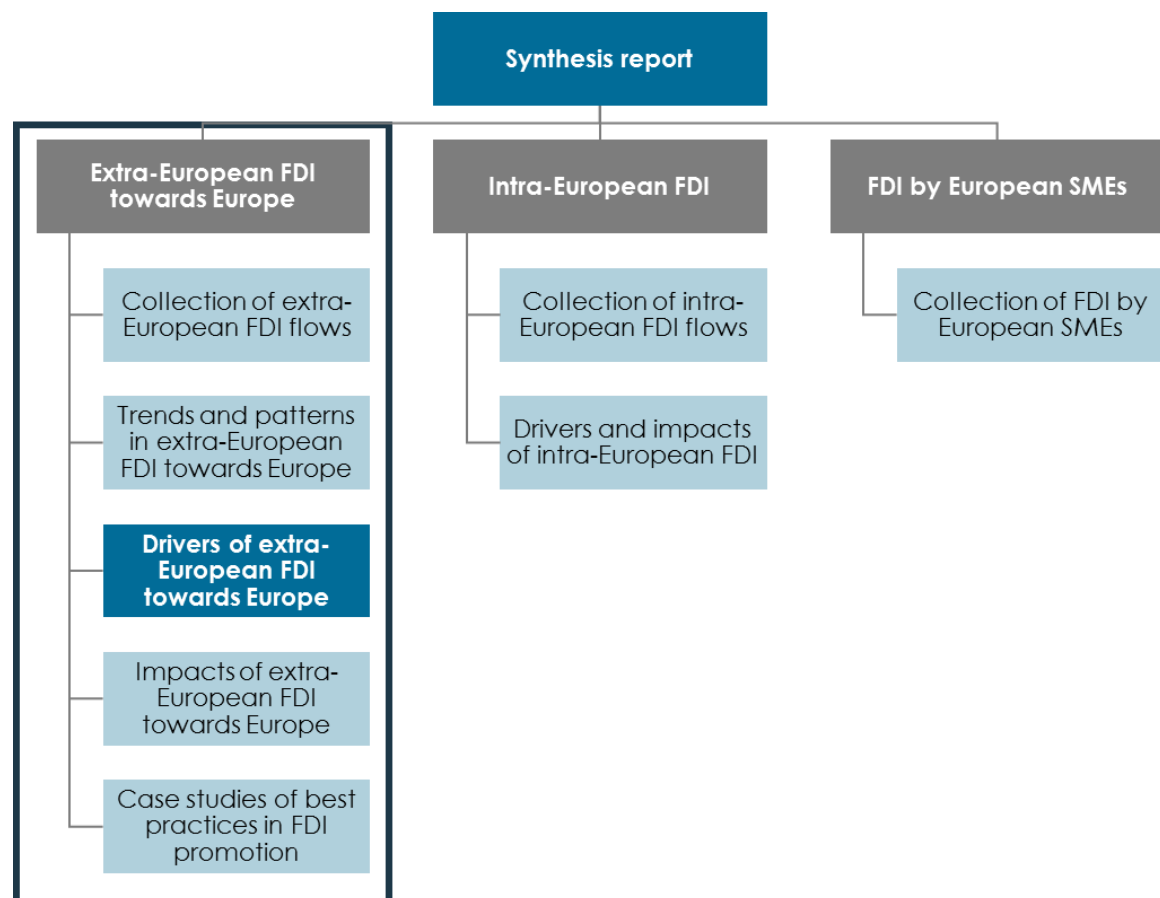 Synthesis report
Extra-European FDI
towards Europe
Collection of extra-
European FDI flows
Trends and patterns
in extra-European
FDI towards Europe
Drivers of extra-
European FDI
towards Europe
Impacts of extra-
European FDI
towards Europe
Case studies of best
practices in FDI
promotion
Intra-European FDI
Collection of intra-
European FDI flows
Drivers and impacts
of intra-European FDI
FDI by European SMEs
Collection of FDI by
European SMEs